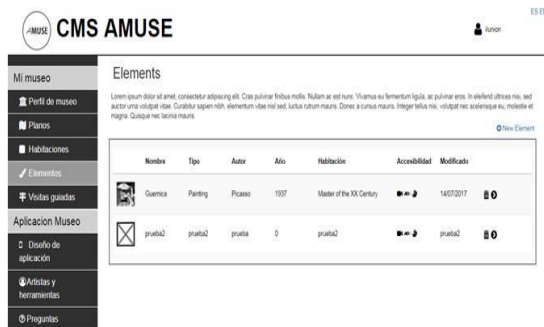 ES E
AMUSE CMS AMUSE
ilunion
Mi museo
Perfil de museo
Planos
Habitaciones
Elementos
Visitas guiadas
Aplicacion Museo
Diseño de
aplicación
Artistas y
herramientas
Preguntas
Elements
Lorem ipsum dolor sit amet, consectetur adipiscing elit. Cras pulvinar finibus mollis. Nullam ac est nunc. Vivamus eu fermentum ligula, ac pulvinar eros. In eleifend ultrices nisi, sed
auctor urna volutpat vitae. Curabitur sapien nibh, elementum vitae nisl sed, luctus rutrum mauris. Donec a cursus mauris. Integer tellus nisi, volutpat nec scelerisque eu, molestie et
magna. Quisque nec lacinia mauris.
New Element
Nombre Tipo Autor Año Habitación Accesibilidad Modificado
Guernica Painting Picasso 1937 Master of the XX Century 14/07/2017
prueba2 prueba2 prueba 0 prueba2 prueba2